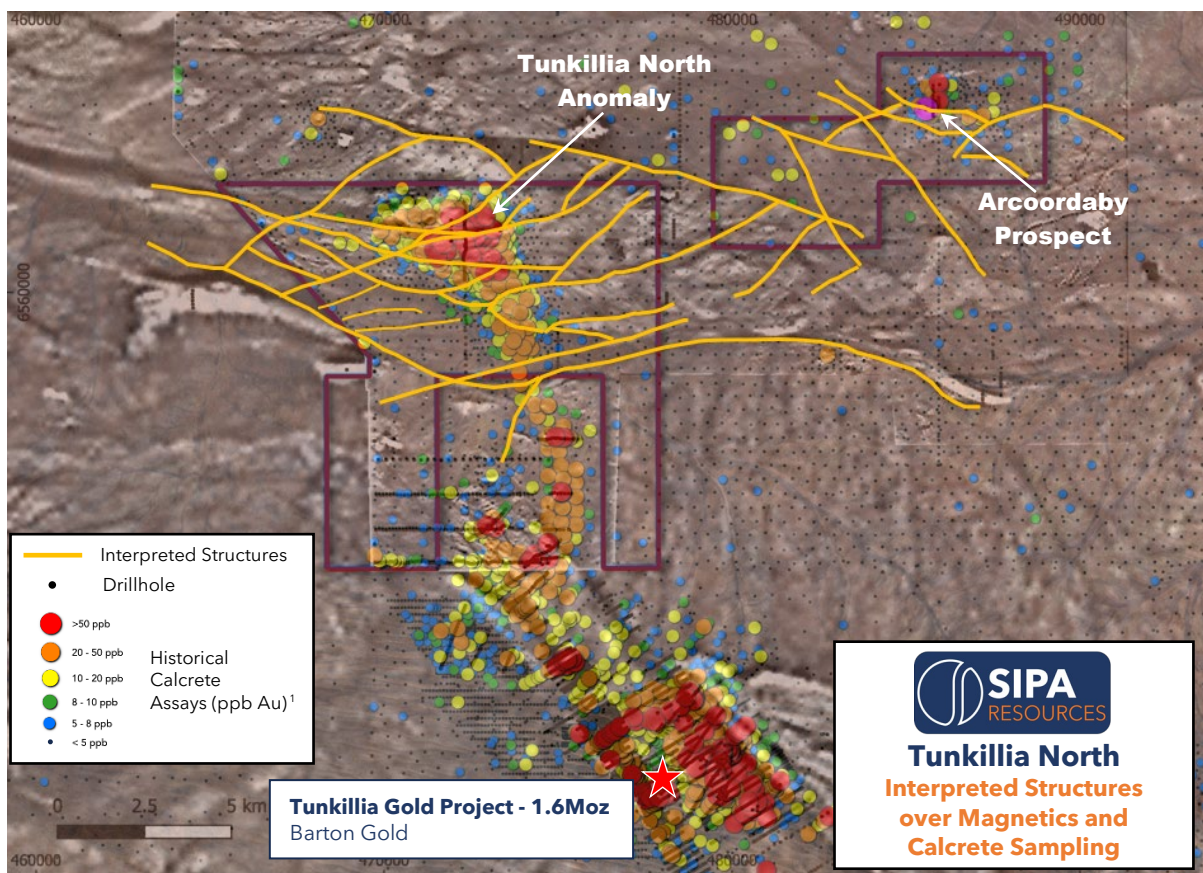 460000
470000
480000
490000
Tunkillia North
Anomaly
Arcoordaby
Prospect
6560000
Interpreted Structures
Drillhole
>50 ppb
20 - 50 ppb
10 - 20 ppb
8 - 10 ppb
5 - 8 ppb
< 5 ppb
Historical
Calcrete
Assays (ppb Au) ¹
0 2.5 5 km
Tunkillia Gold Project - 1.6Moz
Barton Gold
SIPA
RESOURCES
Tunkillia North
Interpreted Structures
over Magnetics and
Calcrete Sampling
460000
470000
480000